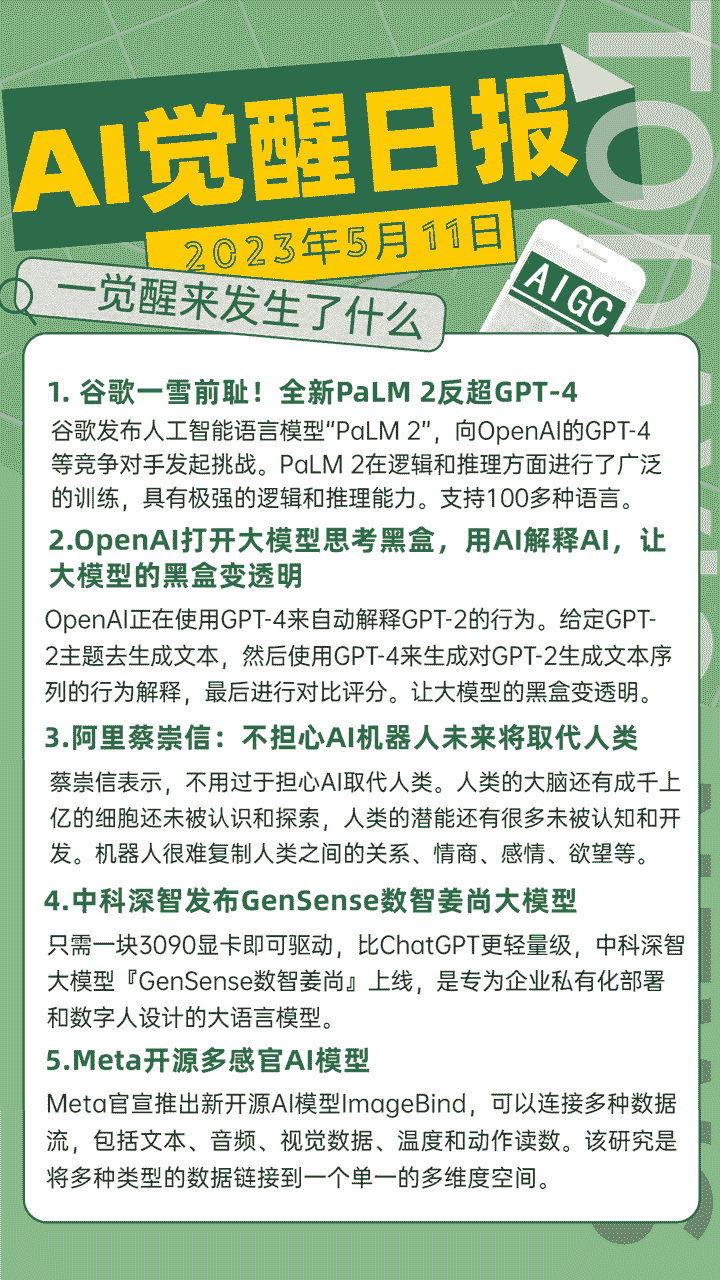 AI觉醒日报
2023年5月11日
一觉醒来发生了什么
AIGC
1. 谷歌一雪前耻！全新PaLM 2反超GPT-4
谷歌发布人工智能语言模型“PaLM 2”，向OpenAI的GPT-4
等竞争对手发起挑战。PaLM 2在逻辑和推理方面进行了广泛
的训练，具有极强的逻辑和推理能力。支持100多种语言。
2.OpenAI打开大模型思考黑盒，用AI解释AI，让
大模型的黑盒变透明
OpenAI正在使用GPT-4来自动解释GPT-2的行为。给定GPT-
2主题去生成文本，然后使用GPT-4来生成对GPT-2生成文本序
列的行为解释，最后进行对比评分。让大模型的黑盒变透明。
3.阿里蔡崇信：不担心AI机器人未来将取代人类
蔡崇信表示，不用过于担心AI取代人类。人类的大脑还有成千上
亿的细胞还未被认识和探索，人类的潜能还有很多未被认知和开
发。机器人很难复制人类之间的关系、情商、感情、欲望等。
4.中科深智发布GenSense数智姜尚大模型
只需一块3090显卡即可驱动，比ChatGPT更轻量级，中科深智
大模型『GenSense数智姜尚』上线，是专为企业私有化部署
和数字人设计的大语言模型。
5.Meta开源多感官AI模型
Meta官宣推出新开源AI模型ImageBind，可以连接多种数据
流，包括文本、音频、视觉数据、温度和动作读数。该研究是
将多种类型的数据链接到一个单一的多维度空间。